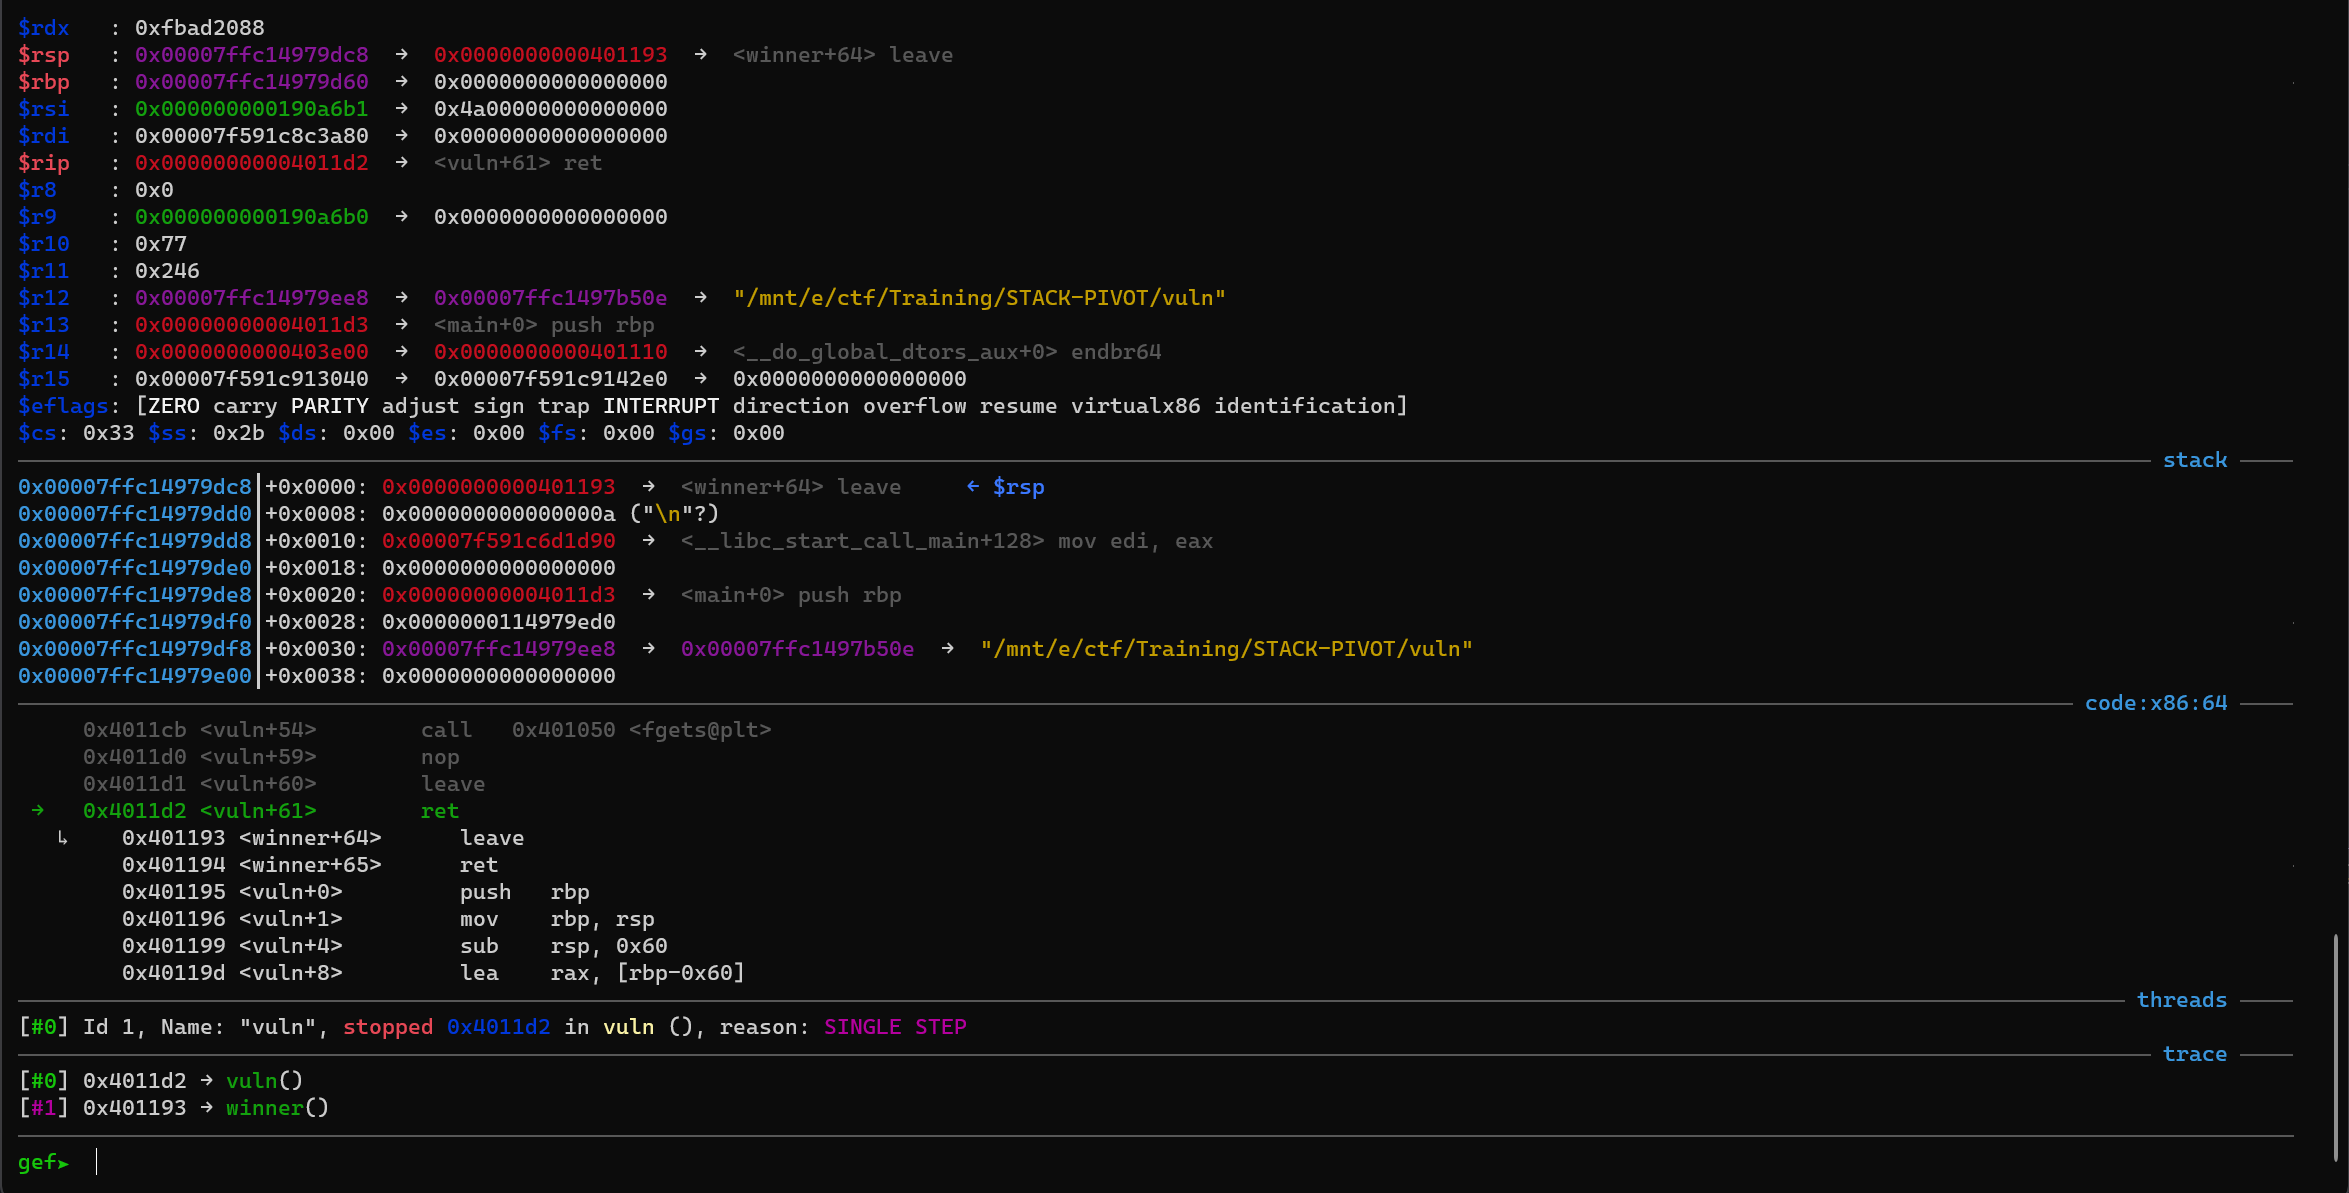 $rdx   : 0xfbad2088
$rsp   : 0x00007ffc14979dc8  →  0x0000000000401193  →  <winner+64> leave
$rbp   : 0x00007ffc14979d60  →  0x0000000000000000
$rsi   : 0x000000000190a6b1  →  0x4a00000000000000
$rdi   : 0x00007f591c8c3a80  →  0x0000000000000000
$rip   : 0x00000000004011d2  →  <vuln+61> ret
$r8    : 0x0
$r9    : 0x000000000190a6b0  →  0x0000000000000000
$r10   : 0x77
$r11   : 0x246
$r12   : 0x00007ffc14979ee8  →  0x00007ffc1497b50e  →  "/mnt/e/ctf/Training/STACK-PIVOT/vuln"
$r13   : 0x00000000004011d3  →  <main+0> push rbp
$r14   : 0x0000000000403e00  →  0x0000000000401110  →  <__do_global_dtors_aux+0> endbr64
$r15   : 0x00007f591c913040  →  0x00007f591c9142e0  →  0x0000000000000000
$eflags: [ZERO carry PARITY adjust sign trap INTERRUPT direction overflow resume virtualx86 identification]
$cs: 0x33 $ss: 0x2b $ds: 0x00 $es: 0x00 $fs: 0x00 $gs: 0x00
stack
0x00007ffc14979dc8│+0x0000: 0x0000000000401193  →  <winner+64> leave     ← $rsp
0x00007ffc14979dd0│+0x0008: 0x000000000000000a ("\n"?)
0x00007ffc14979dd8│+0x0010: 0x00007f591c6d1d90  →  <__libc_start_call_main+128> mov edi, eax
0x00007ffc14979de0│+0x0018: 0x0000000000000000
0x00007ffc14979de8│+0x0020: 0x00000000004011d3  →  <main+0> push rbp
0x00007ffc14979df0│+0x0028: 0x0000000114979ed0
0x00007ffc14979df8│+0x0030: 0x00007ffc14979ee8  →  0x00007ffc1497b50e  →  "/mnt/e/ctf/Training/STACK-PIVOT/vuln"
0x00007ffc14979e00│+0x0038: 0x0000000000000000
code:x86:64
0x4011cb <vuln+54>        call   0x401050 <fgets@plt>
0x4011d0 <vuln+59>        nop
0x4011d1 <vuln+60>        leave
→   0x4011d2 <vuln+61>        ret
↳    0x401193 <winner+64>      leave
0x401194 <winner+65>      ret
0x401195 <vuln+0>         push   rbp
0x401196 <vuln+1>         mov    rbp, rsp
0x401199 <vuln+4>         sub    rsp, 0x60
0x40119d <vuln+8>         lea    rax, [rbp-0x60]
threads
[#0] Id 1, Name: "vuln", stopped 0x4011d2 in vuln (), reason: SINGLE STEP
trace
[#0] 0x4011d2 → vuln()
[#1] 0x401193 → winner()
gef➤